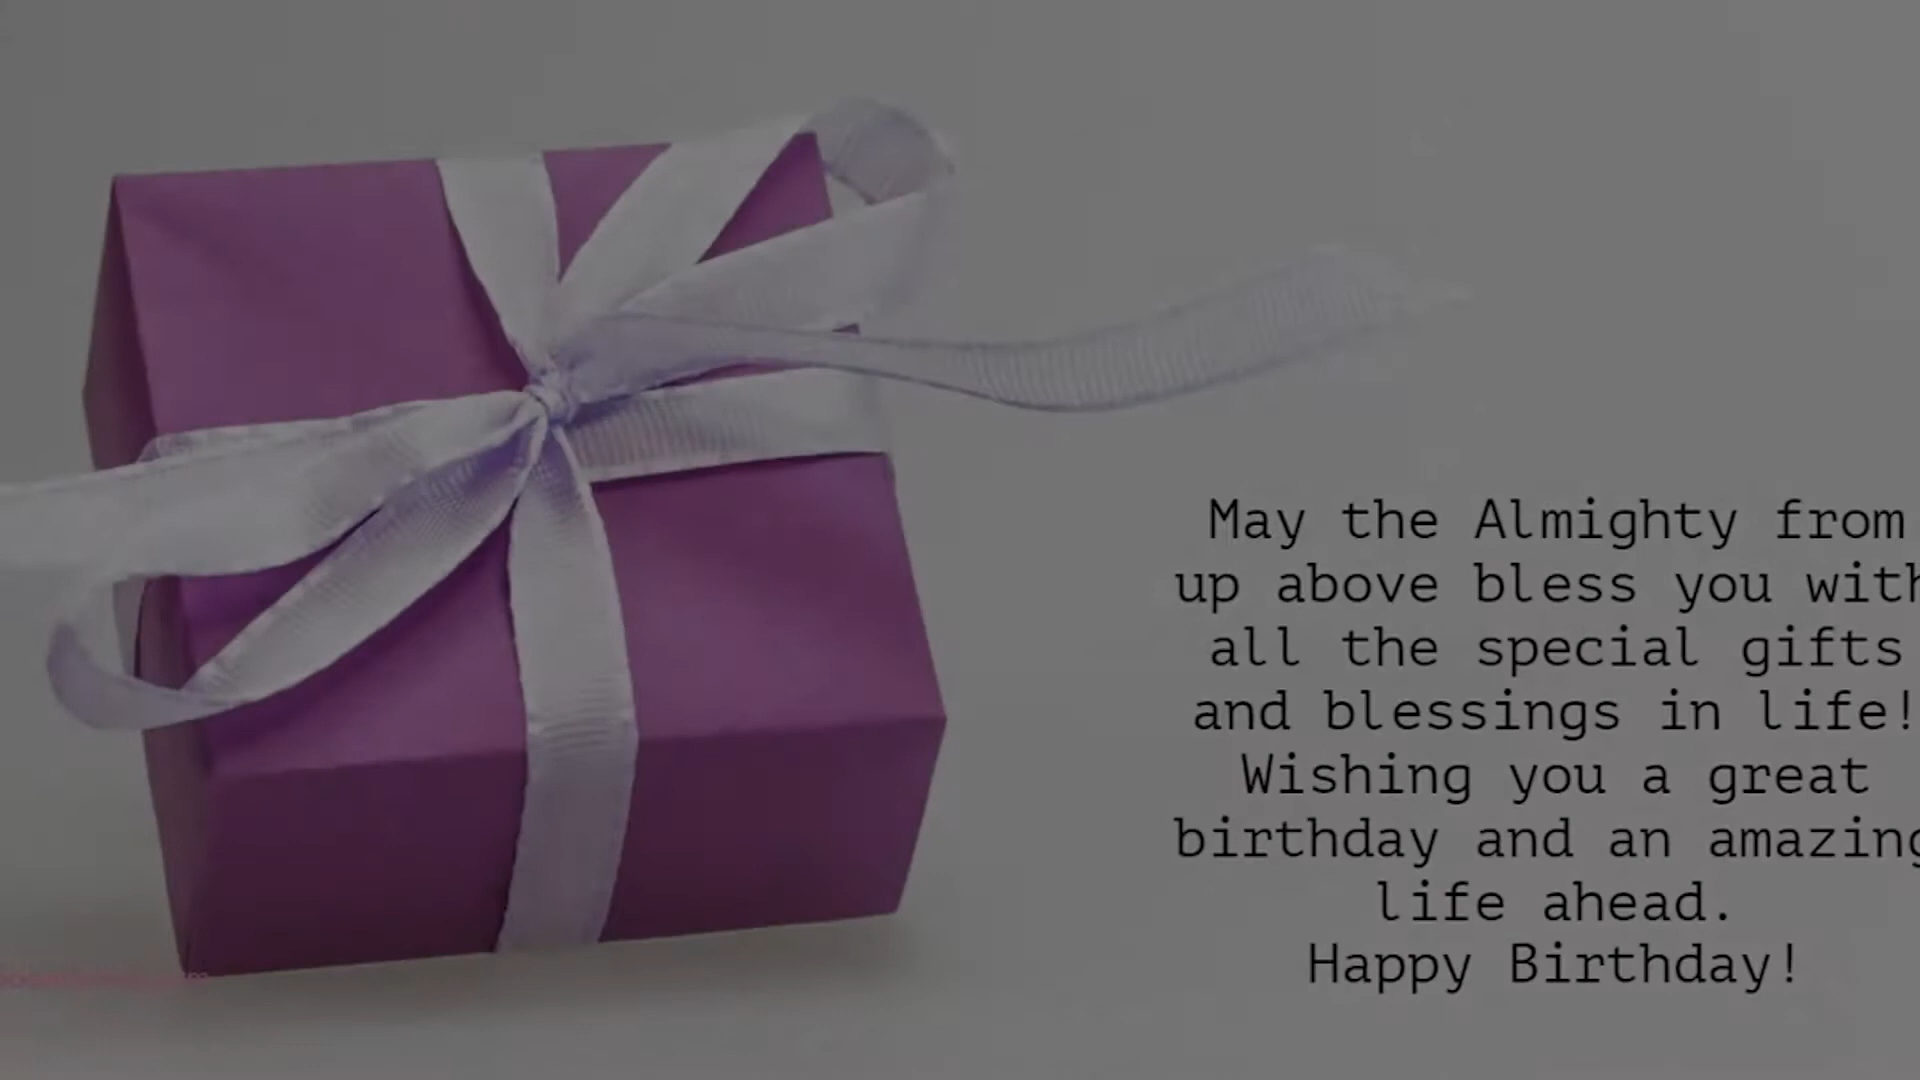 May the Almighty from
up above bless you with
all the special gifts
and blessings in life!
Wishing you a great
birthday and an amazing
life ahead.
Happy Birthday!